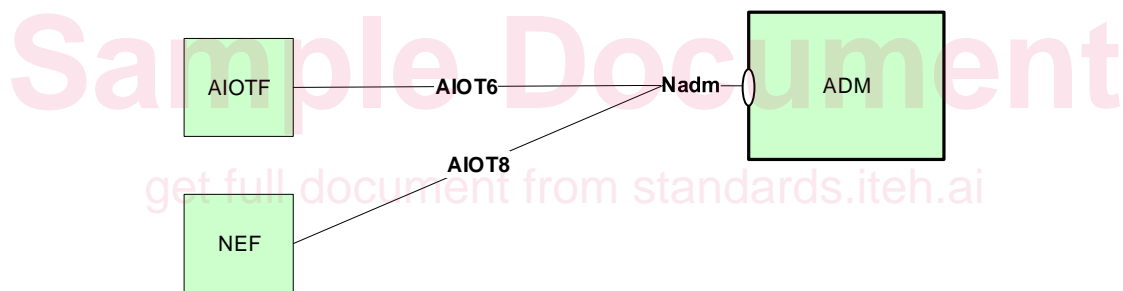 Sample Document
AIOTF
AIOT6
Nadm
ADM
AIOT8
get full document from standards.iteh.ai
NEF